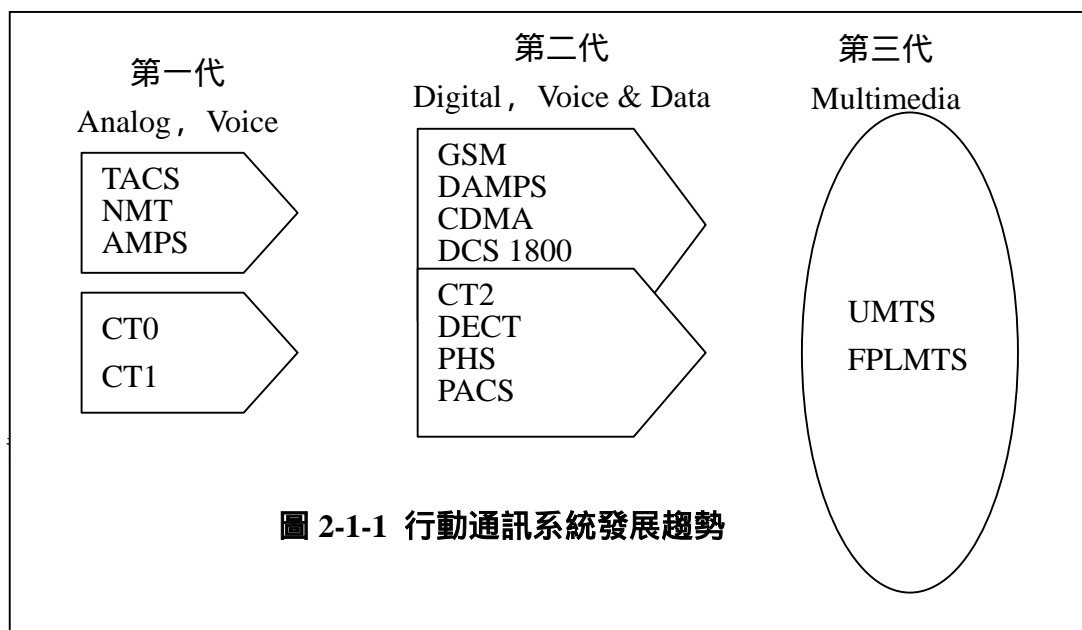 第一代
Analog，Voice
TACS
NMT
AMPS
CT0
CT1
第二代
Digital，Voice & Data
GSM
DAMPS
CDMA
DCS 1800
CT2
DECT
PHS
PACS
第三代
Multimedia
UMTS
FPLMTS
圖 2-1-1 行動通訊系統發展趨勢